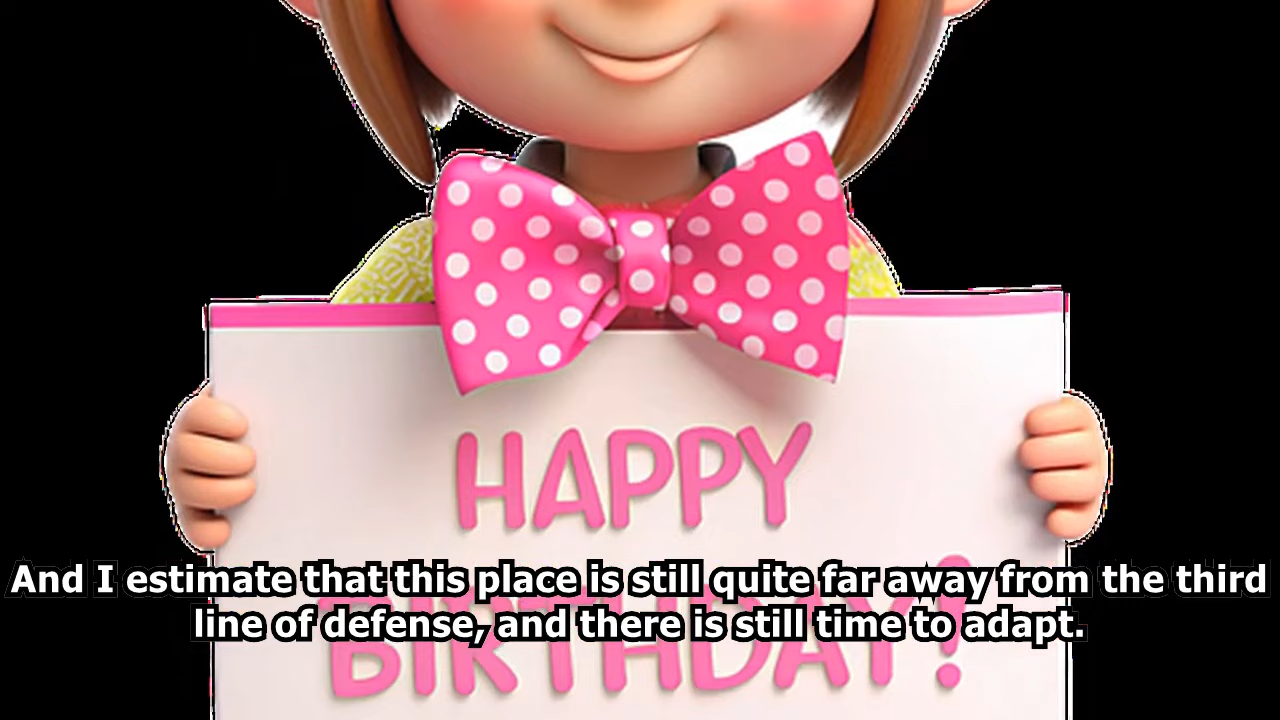 HAPPY
BIRTHDAY!
And I estimate that this place is still quite far away from the third
line of defense, and there is still time to adapt.